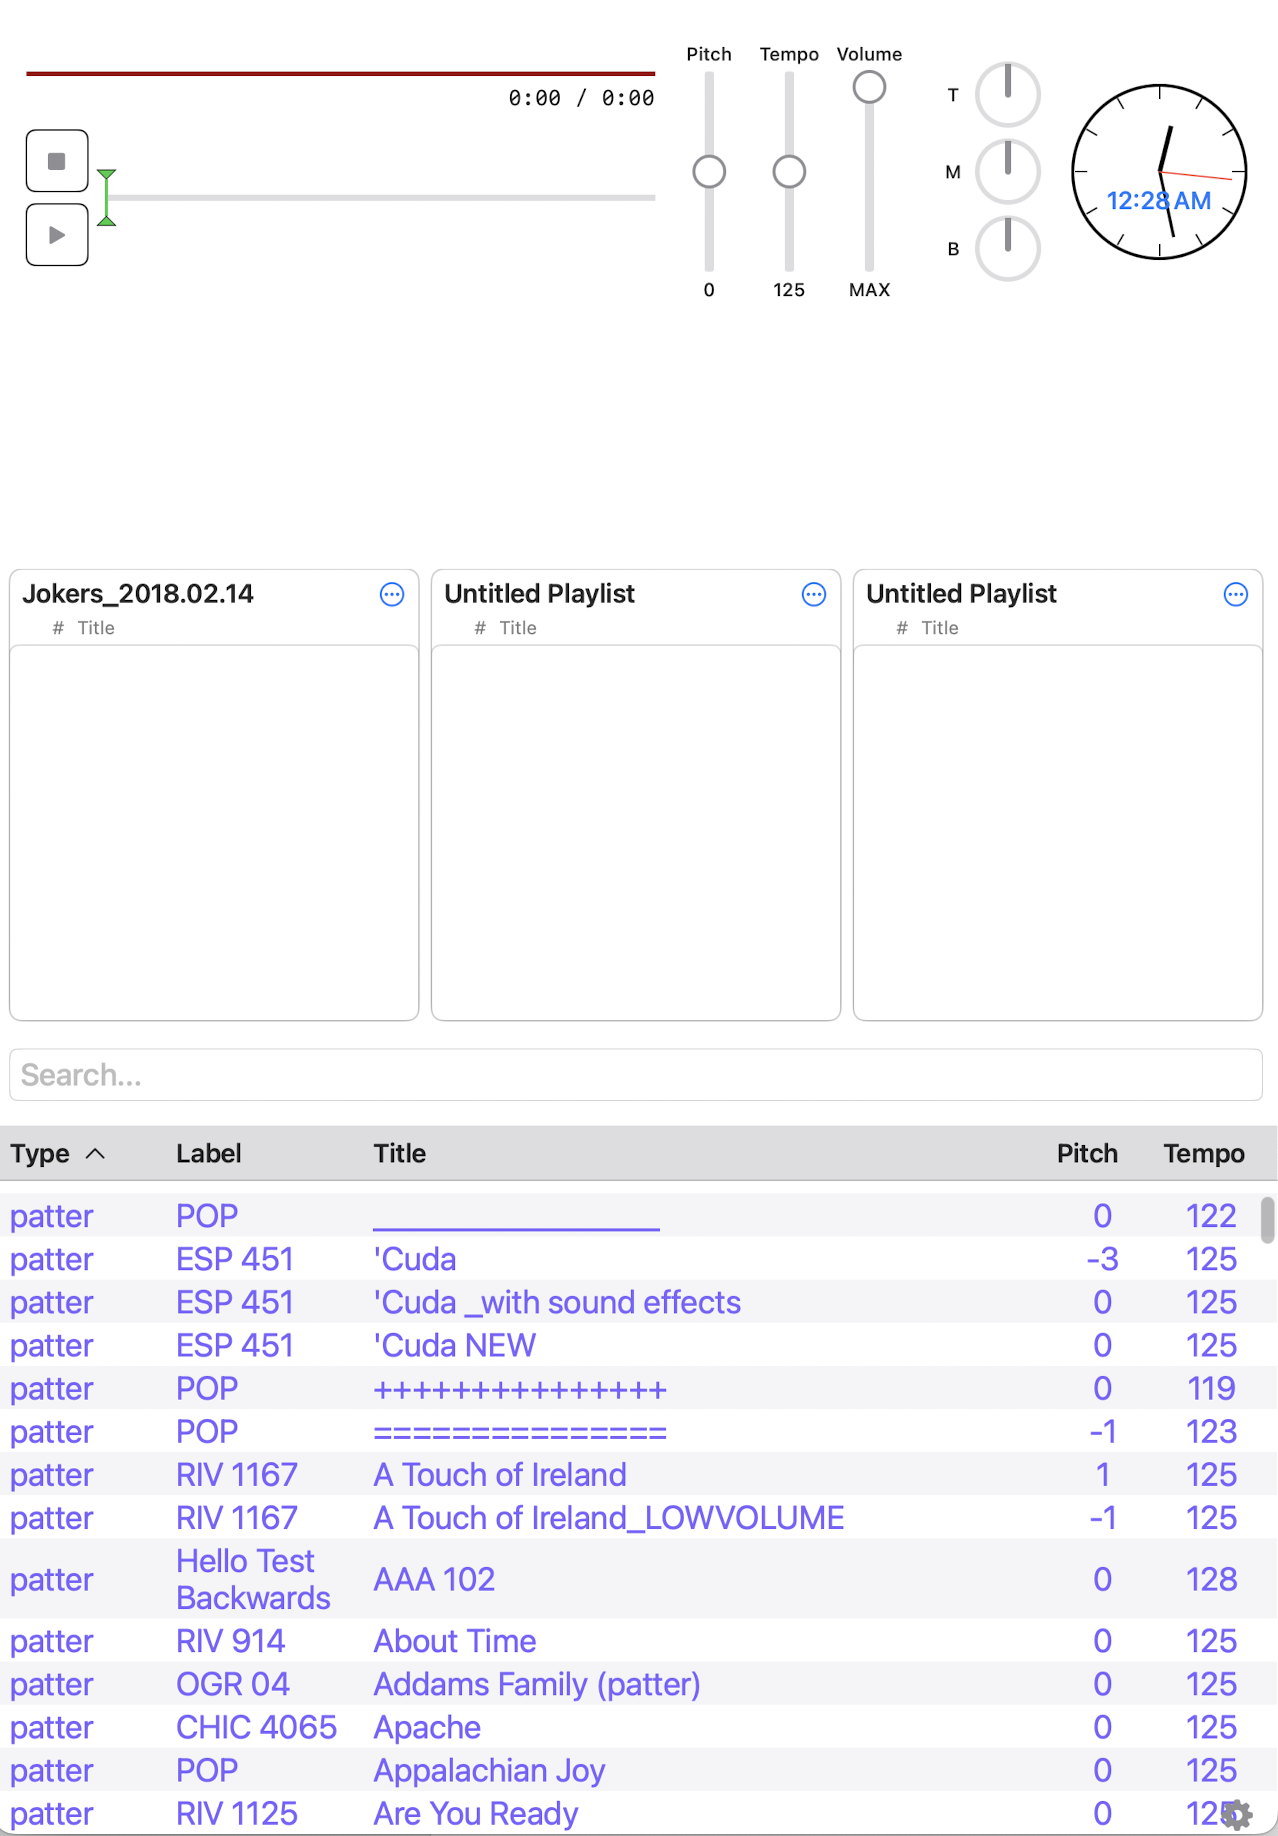 Pitch Tempo Volume
0:00 / 0:00
T
M
B
12:28 AM
0 125 MAX
Jokers_2018.02.14
# Title
Untitled Playlist
# Title
Untitled Playlist
# Title
Search...
Type Label Title Pitch Tempo
patter POP _________________ 0 122
patter ESP 451 'Cuda -3 125
patter ESP 451 'Cuda _with sound effects 0 125
patter ESP 451 'Cuda NEW 0 125
patter POP +++++++++++++++ 0 119
patter POP =============== -1 123
patter RIV 1167 A Touch of Ireland 1 125
patter RIV 1167 A Touch of Ireland_LOWVOLUME -1 125
patter Hello Test Backwards AAA 102 0 128
patter RIV 914 About Time 0 125
patter OGR 04 Addams Family (patter) 0 125
patter CHIC 4065 Apache 0 125
patter POP Appalachian Joy 0 125
patter RIV 1125 Are You Ready 0 125